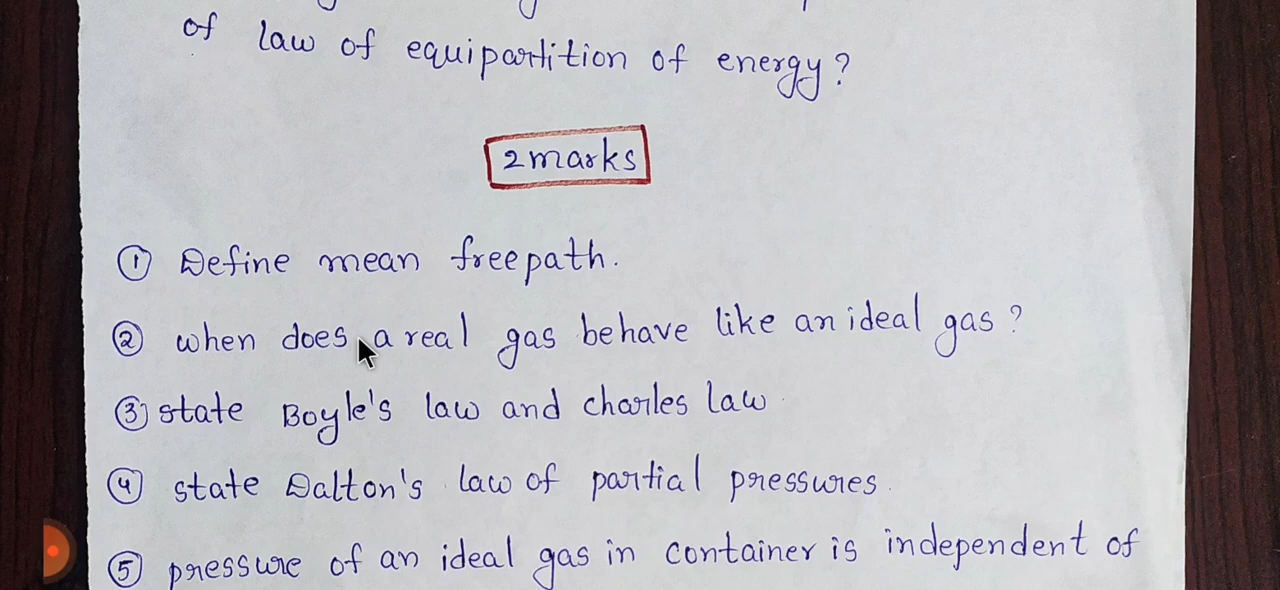 of law of equipartition of energy?
2marks
① Define mean freepath.
② when does a real gas behave like an ideal gas?
③ state Boyle's law and charles law
④ state Dalton's law of partial pressures.
⑤ pressure of an ideal gas in container is independent of